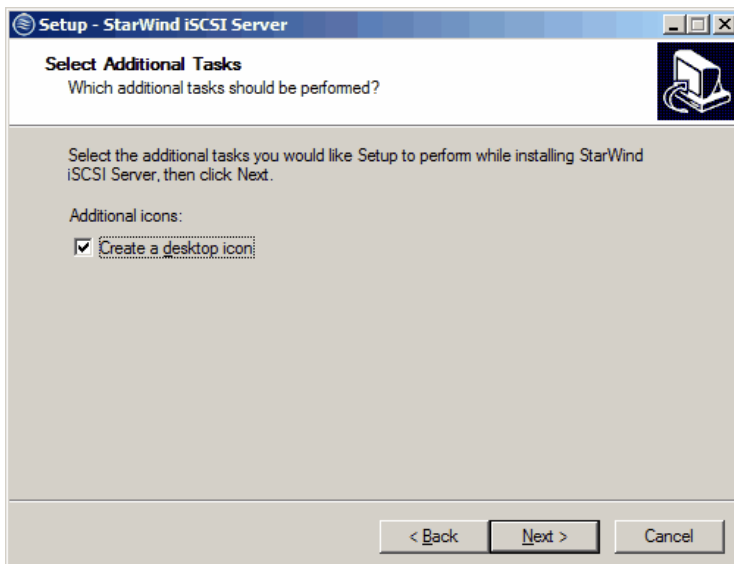 Setup - StarWind iSCSI Server
Select Additional Tasks
Which additional tasks should be performed?
Select the additional tasks you would like Setup to perform while installing StarWind
iSCSI Server, then click Next.
Additional icons:
Create a desktop icon
< Back Next > Cancel